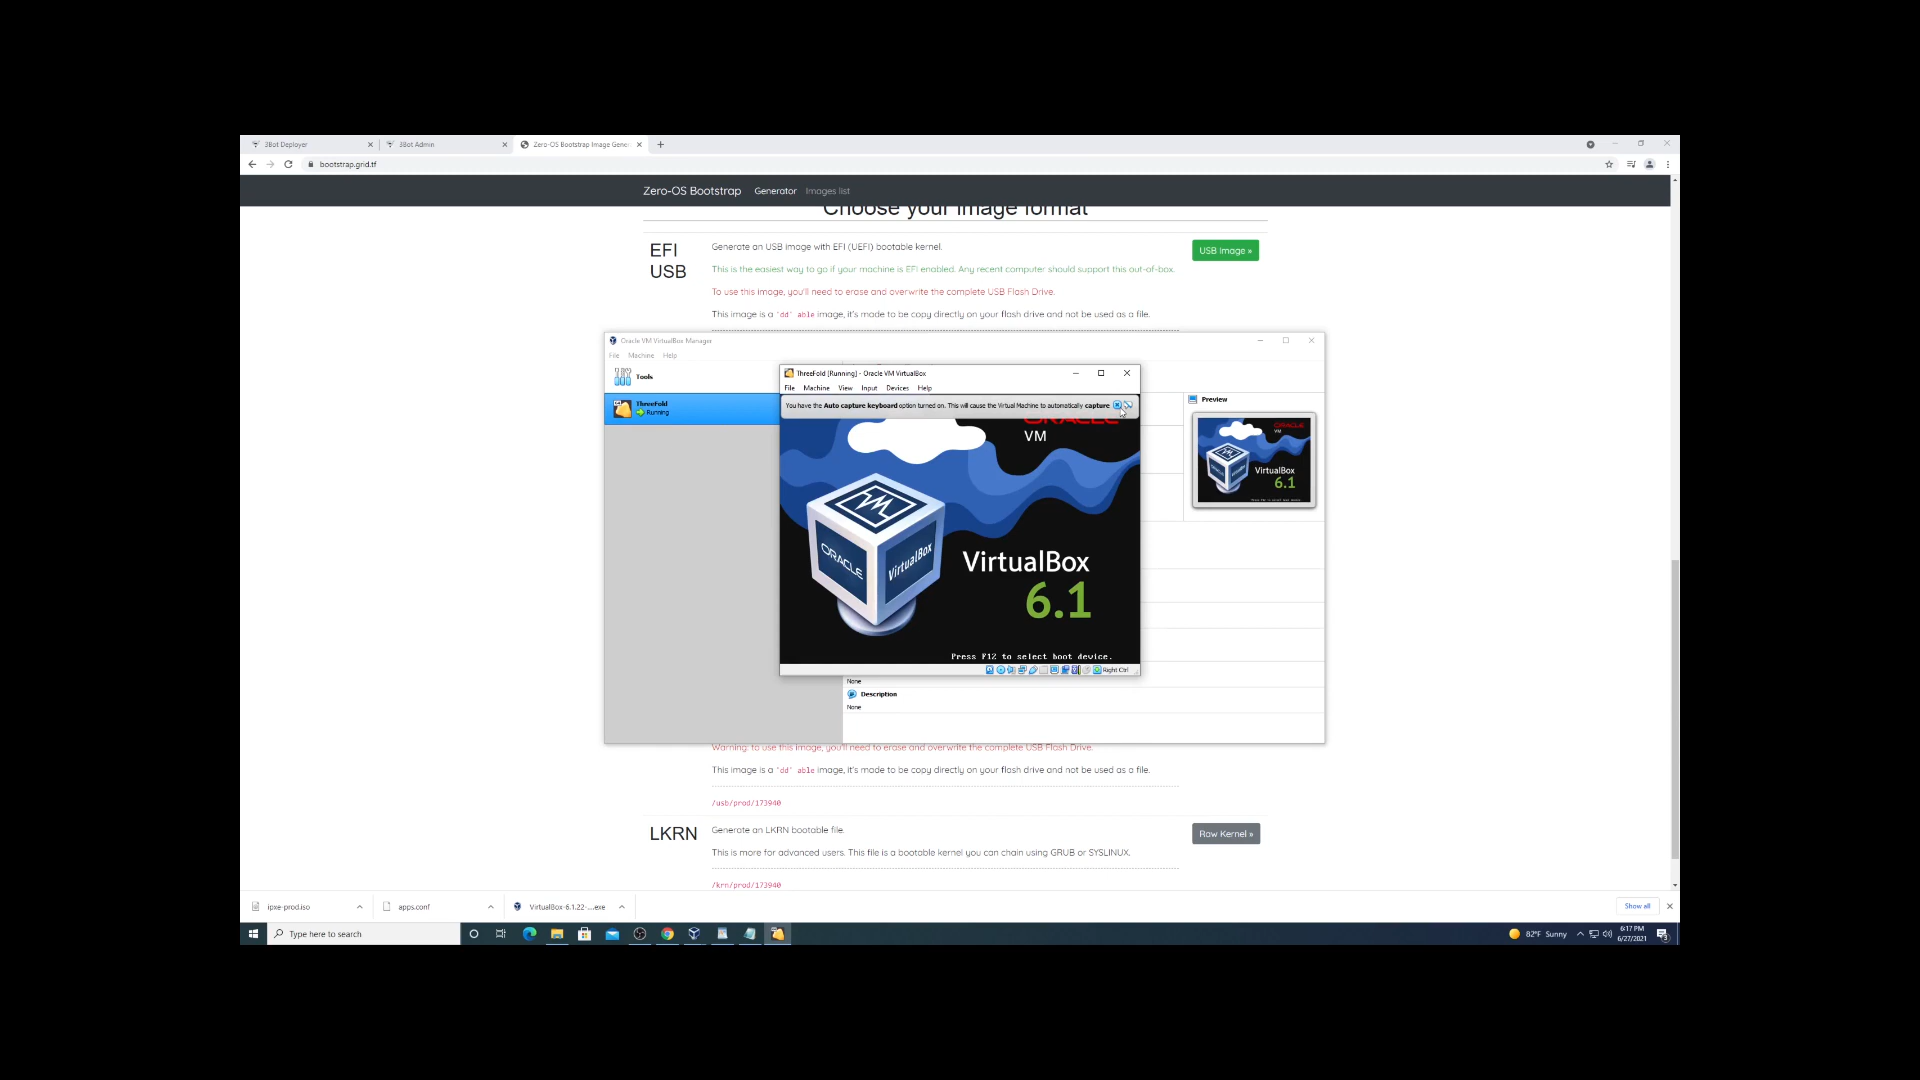 3Bot Deployer
3Bot Admin
Zero-OS Bootstrap Image Gene
bootstrap.grid.tf
Zero-OS Bootstrap Generator Images list
Choose your image format
EFI USB
Generate an USB image with EFI (UEFI) bootable kernel.
USB Image »
This is the easiest way to go if your machine is EFI enabled. Any recent computer should support this out-of-box.
To use this image, you'll need to erase and overwrite the complete USB Flash Drive.
This image is a 'dd' able image, it's made to be copy directly on your flash drive and not be used as a file.
Oracle VM VirtualBox Manager
File Machine Help
Tools
ThreeFold
Running
ThreeFold [Running] - Oracle VM VirtualBox
File Machine View Input Devices Help
You have the Auto capture keyboard option turned on. This will cause the Virtual Machine to automatically capture
ORACLE
VM
ORACLE
VirtualBox
VirtualBox
6.1
Press F12 to select boot device.
Right Ctrl
Preview
VirtualBox
6.1
None
Description
None
Warning: to use this image, you'll need to erase and overwrite the complete USB Flash Drive.
This image is a 'dd' able image, it's made to be copy directly on your flash drive and not be used as a file.
/usb/prod/173940
LKRN
Generate an LKRN bootable file.
Raw Kernel »
This is more for advanced users. This file is a bootable kernel you can chain using GRUB or SYSLINUX.
/krn/prod/173940
ipxe-prod.iso
apps.conf
VirtualBox-6.1.22-....exe
Show all
Type here to search
82°F Sunny
6:17 PM
6/27/2021